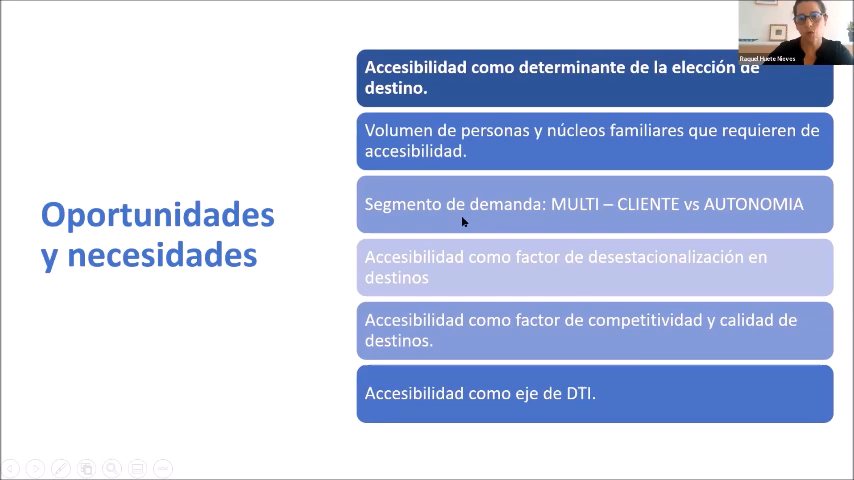 Raquel Huete Nieves
Accesibilidad como determinante de la elección de
destino.
Volumen de personas y núcleos familiares que requieren de
accesibilidad.
Oportunidades
y necesidades
Segmento de demanda: MULTI – CLIENTE vs AUTONOMIA
Accesibilidad como factor de desestacionalización en
destinos
Accesibilidad como factor de competitividad y calidad de
destinos.
Accesibilidad como eje de DTI.